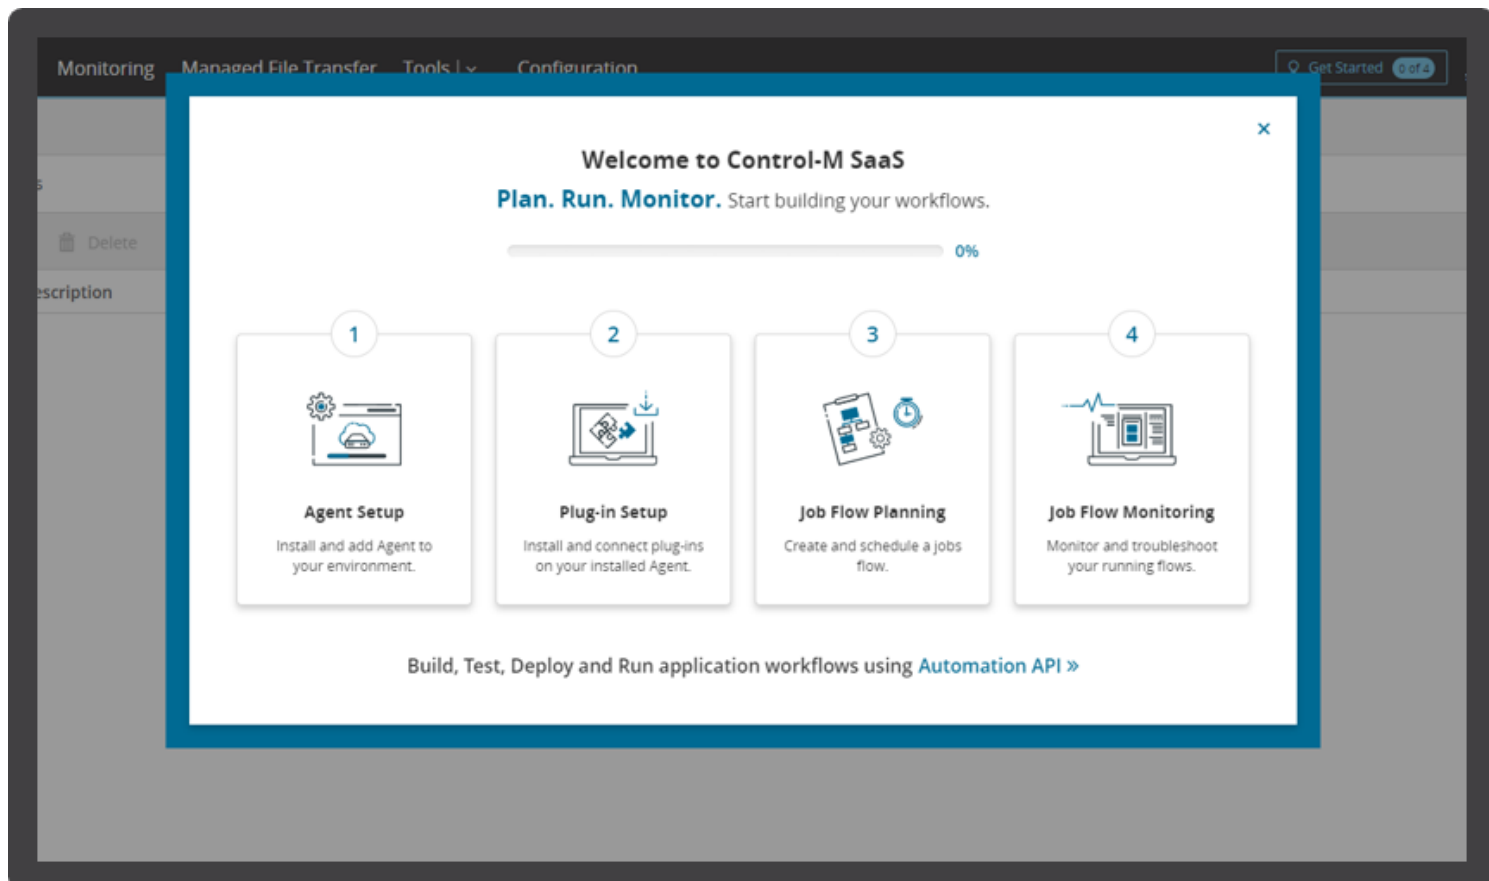 Monitoring Managed File Transfer Tools | Configuration Get Started 0 of 4
Delete
escription
Welcome to Control-M SaaS
Plan. Run. Monitor. Start building your workflows.
0%
1
Agent Setup
Install and add Agent to
your environment.
2
Plug-in Setup
Install and connect plug-ins
on your installed Agent.
3
Job Flow Planning
Create and schedule a jobs
flow.
4
Job Flow Monitoring
Monitor and troubleshoot
your running flows.
Build, Test, Deploy and Run application workflows using Automation API »